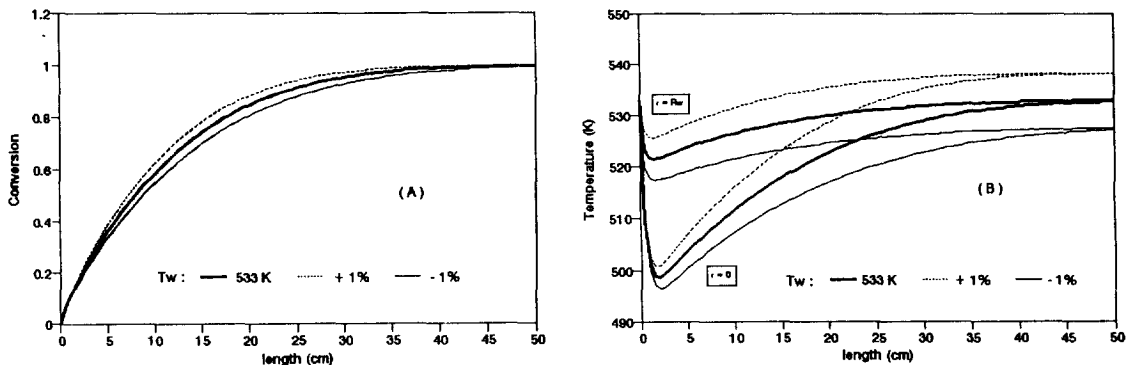 1.2
1
0.8
0.6
0.4
0.2
0
Conversion
(A)
Tw : 533 K + 1% - 1%
0 5 10 15 20 25 30 35 40 45 50
length (cm)
550
540
530
520
510
500
490
Temperature (K)
r = Rw
(B)
r = 0
Tw : 533 K + 1% - 1%
0 5 10 15 20 25 30 35 40 45 50
length (cm)